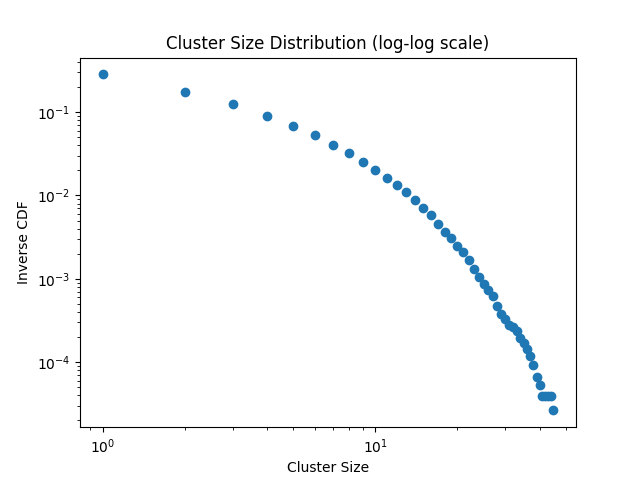 Cluster Size Distribution (log-log scale)
10⁻¹
10⁻²
10⁻³
10⁻⁴
Inverse CDF
10⁰ 10¹
Cluster Size